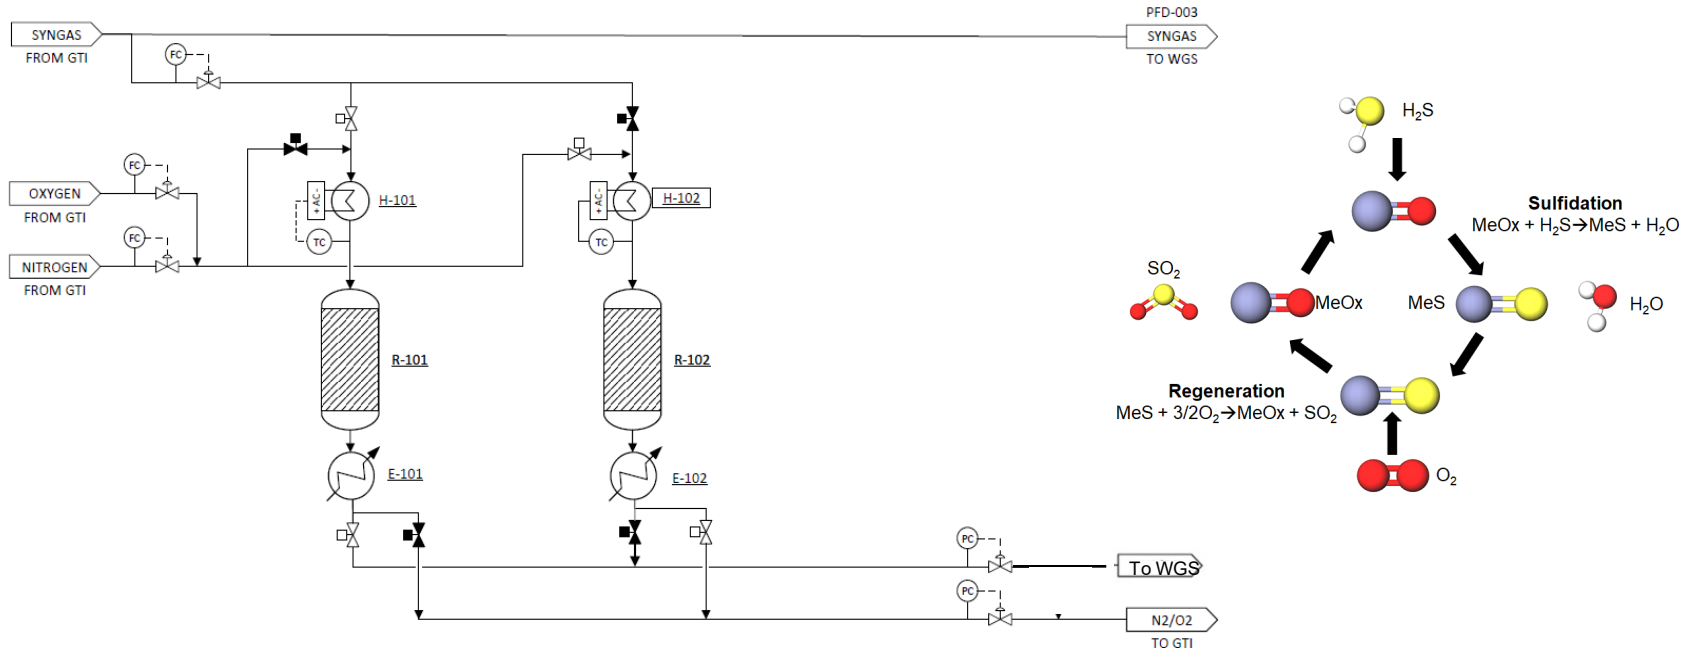 PFD-003
SYNGAS
FROM GTI
SYNGAS
TO WGS
FC
FC
OXYGEN
FROM GTI
FC
NITROGEN
FROM GTI
+ AC -
H-101
TC
+ AC -
H-102
TC
R-101
R-102
E-101
E-102
PC
To WGS
PC
N2/O2
TO GTI
H2S
Sulfidation
MeOx + H2S→MeS + H2O
SO2
MeOx
MeS
H2O
Regeneration
MeS + 3/2O2→MeOx + SO2
O2